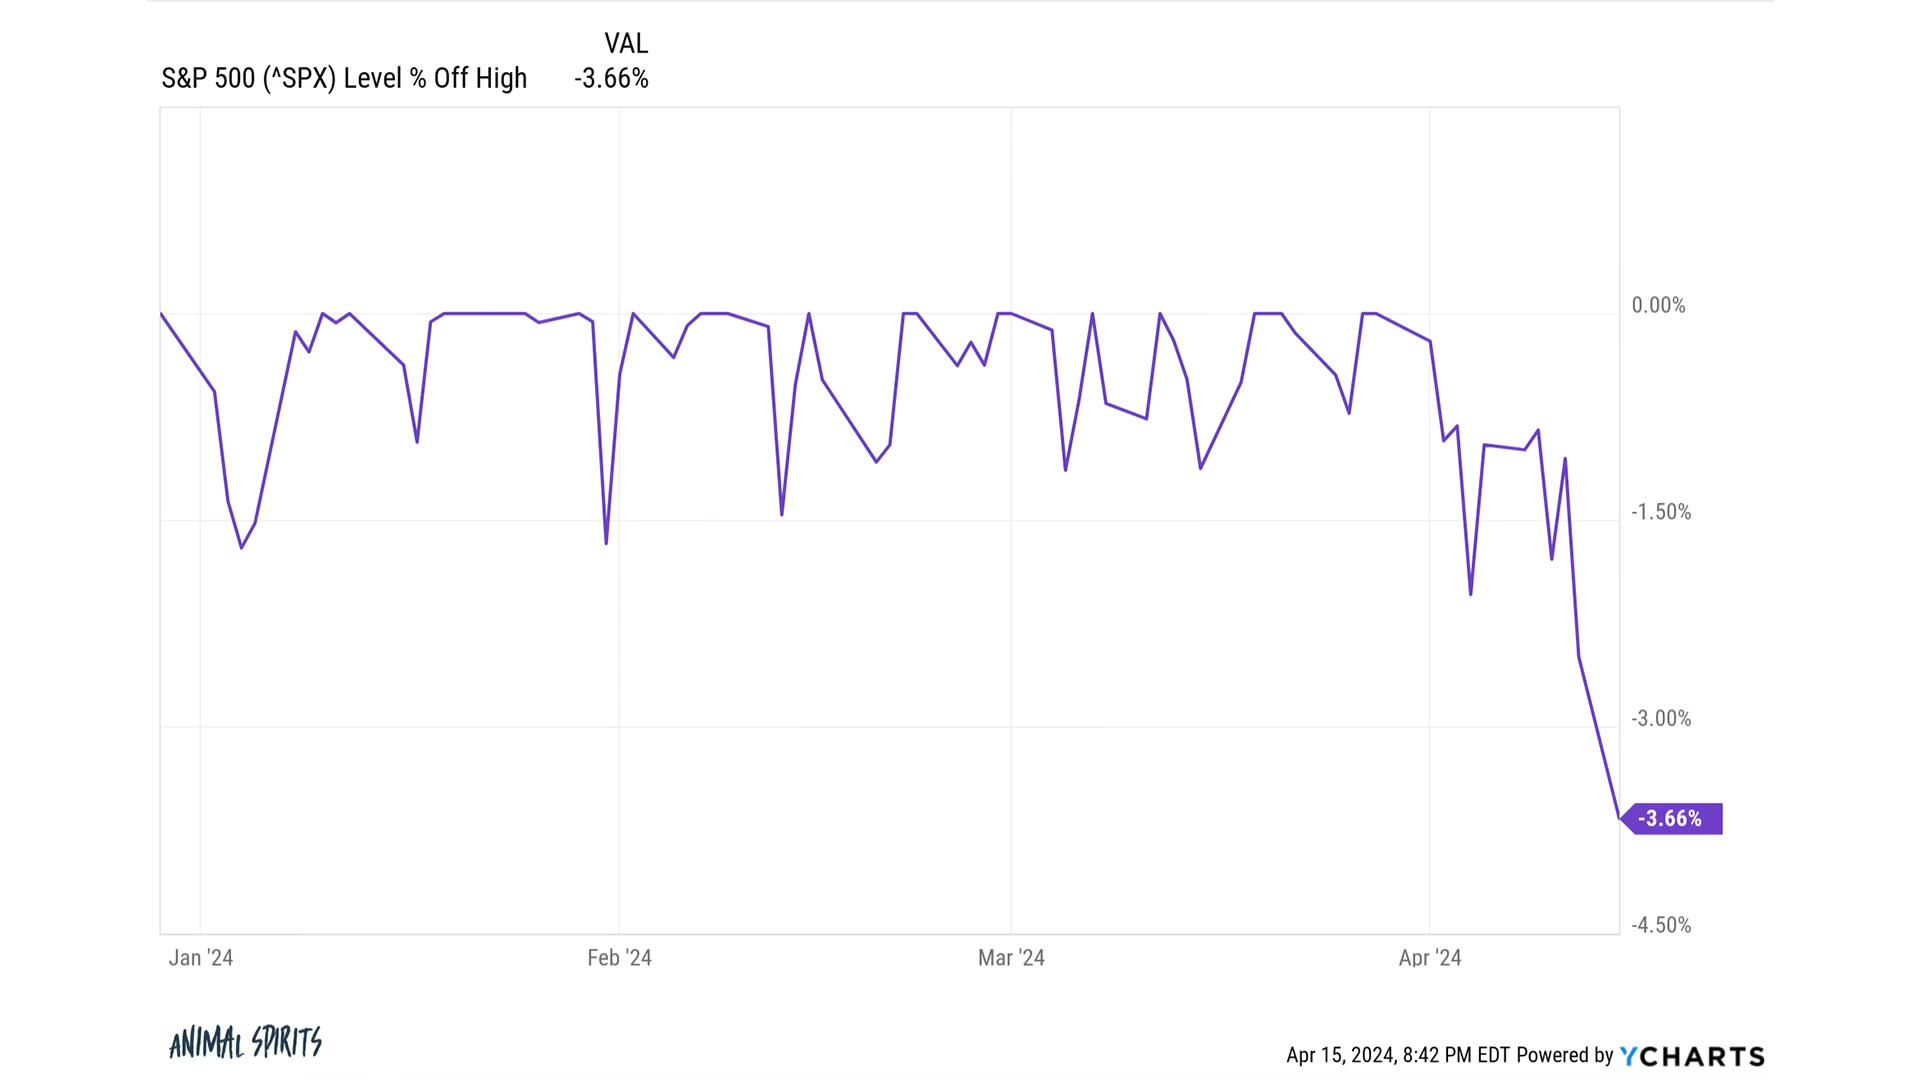 VAL
S&P 500 (^SPX) Level % Off High -3.66%
0.00%
-1.50%
-3.00%
-3.66%
-4.50%
Jan '24 Feb '24 Mar '24 Apr '24
ANIMAL SPIRITS
Apr 15, 2024, 8:42 PM EDT Powered by YCHARTS